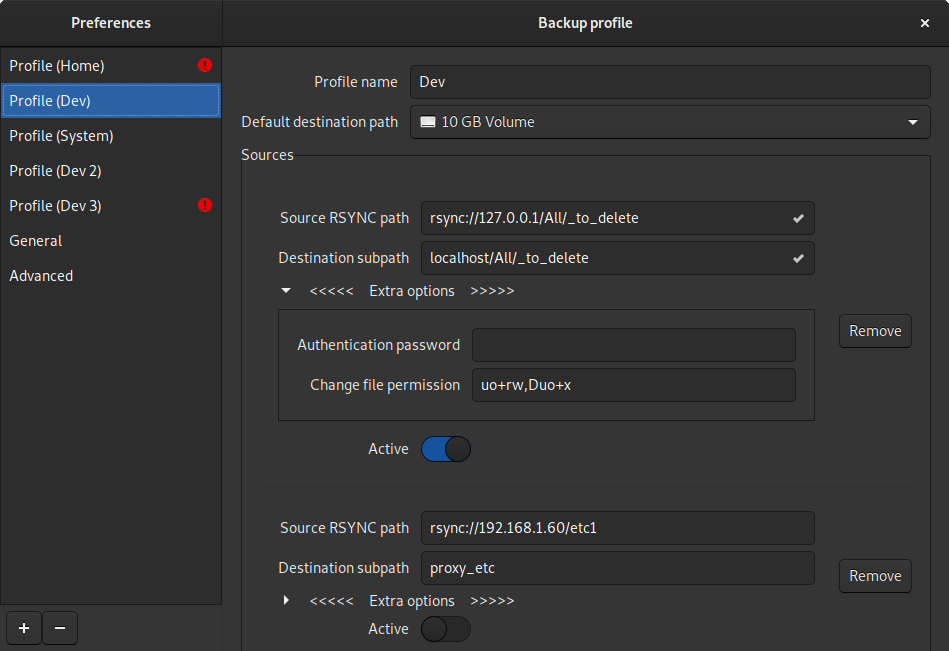 Preferences
Backup profile
Profile (Home)
Profile (Dev)
Profile (System)
Profile (Dev 2)
Profile (Dev 3)
General
Advanced
Profile name Dev
Default destination path 10 GB Volume
Sources
Source RSYNC path rsync://127.0.0.1/All/_to_delete
Destination subpath localhost/All/_to_delete
<<<<< Extra options >>>>>
Authentication password
Change file permission uo+rw,Duo+x
Remove
Active
Source RSYNC path rsync://192.168.1.60/etc1
Destination subpath proxy_etc
Remove
<<<<< Extra options >>>>>
Active